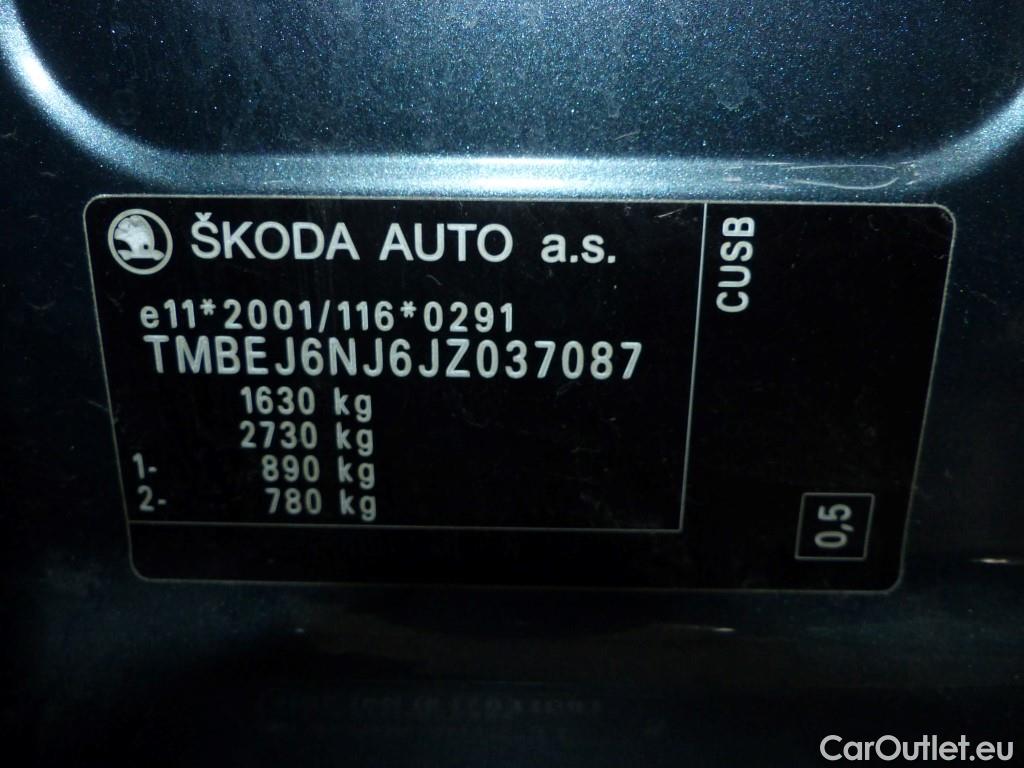 ŠKODA AUTO a.s.
e11*2001/116*0291
TMBEJ6NJ6JZ037087
1630 kg
2730 kg
1- 890 kg
2- 780 kg
CUSB
0,5
CarOutlet.eu